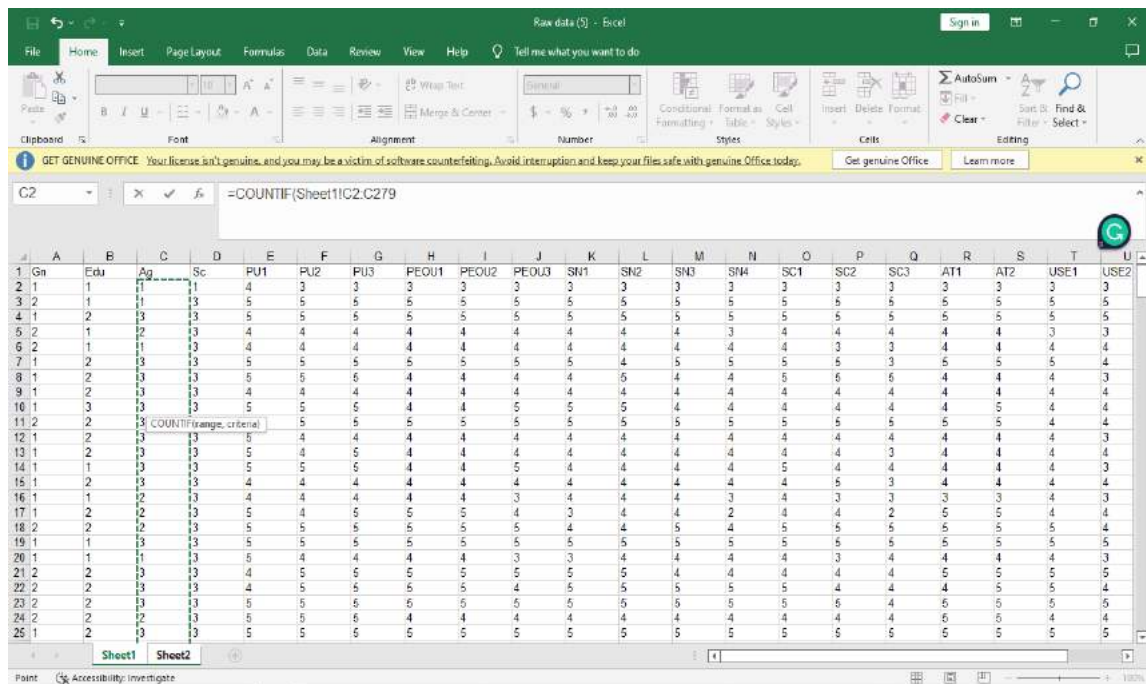 Raw data (5) - Excel
Sign in
File Home Insert Page Layout Formulas Data Review View Help Tell me what you want to do
Paste
10
Wrap Text
General
Conditional Formatting
Format as Table
Cell Styles
Insert Delete Format
AutoSum
Fill
Clear
Sort & Filter
Find & Select
B I U
Merge & Center
Clipboard Font Alignment Number Styles Cells Editing
GET GENUINE OFFICE Your license isn't genuine, and you may be a victim of software counterfeiting. Avoid interruption and keep your files safe with genuine Office today. Get genuine Office Learn more
C2 fx =COUNTIF(Sheet1!C2:C279
A B C D E F G H I J K L M N O P Q R S T U
1 Gn Edu Ag Sc PU1 PU2 PU3 PEOU1 PEOU2 PEOU3 SN1 SN2 SN3 SN4 SC1 SC2 SC3 AT1 AT2 USE1 USE2
2 1 1 1 1 4 3 3 3 3 3 3 3 3 3 3 3 3 3 3 3 3
3 2 1 1 3 5 5 5 5 5 5 5 5 5 5 5 5 5 5 5 5 5
4 1 2 3 3 5 5 5 5 5 5 5 5 5 5 5 5 5 5 5 5 5
5 2 1 2 3 4 4 4 4 4 4 4 4 4 3 4 4 4 4 4 3 3
6 2 1 1 3 4 4 4 4 4 4 4 4 4 4 4 3 3 4 4 4 4
7 1 2 3 3 5 5 5 5 5 5 5 4 5 5 5 5 3 5 5 5 4
8 1 2 3 3 5 5 5 4 4 4 4 5 4 4 5 5 5 4 4 4 3
9 1 2 3 3 4 4 4 4 4 4 4 4 4 4 4 4 4 4 4 4 4
10 1 3 3 3 5 5 5 4 4 5 5 5 4 4 4 4 4 4 5 4 4
11 2 2 3 COUNTIF(range, criteria) 5 5 5 5 5 5 5 5 5 5 5 5 5 5 4 4
12 1 2 3 3 5 4 4 4 4 4 4 4 4 4 4 4 4 4 4 4 3
13 1 2 3 3 5 4 5 4 4 4 4 4 4 4 4 4 3 4 4 4 4
14 1 1 3 3 5 5 5 4 4 5 4 4 4 4 5 4 4 4 4 4 3
15 1 2 3 3 4 4 4 4 4 4 4 4 4 4 4 5 3 4 4 4 4
16 1 1 2 3 4 4 4 4 4 3 4 4 4 3 4 3 3 3 3 4 3
17 1 2 2 3 5 5 5 5 5 4 3 4 4 2 4 4 2 5 5 4 4
18 2 2 2 3 5 5 5 5 5 5 4 4 5 4 5 5 5 5 5 5 4
19 1 1 3 3 5 5 5 5 5 5 5 5 5 5 5 5 5 5 5 5 5
20 1 1 1 3 5 4 4 4 4 3 3 4 4 4 4 3 4 4 4 4 3
21 2 2 3 3 4 5 5 5 5 5 5 5 4 4 4 4 4 5 5 5 5
22 2 2 3 3 4 5 5 5 5 4 5 5 5 5 5 4 4 4 5 5 4
23 2 2 3 3 5 5 5 5 5 5 5 5 5 5 5 5 4 5 5 5 5
24 2 2 2 3 5 5 5 4 4 4 4 4 4 4 4 4 4 5 5 4 4
25 1 2 3 3 5 5 5 5 5 5 5 5 5 5 5 5 5 5 5 5 5
Sheet1 Sheet2
Point Accessibility: Investigate 100%